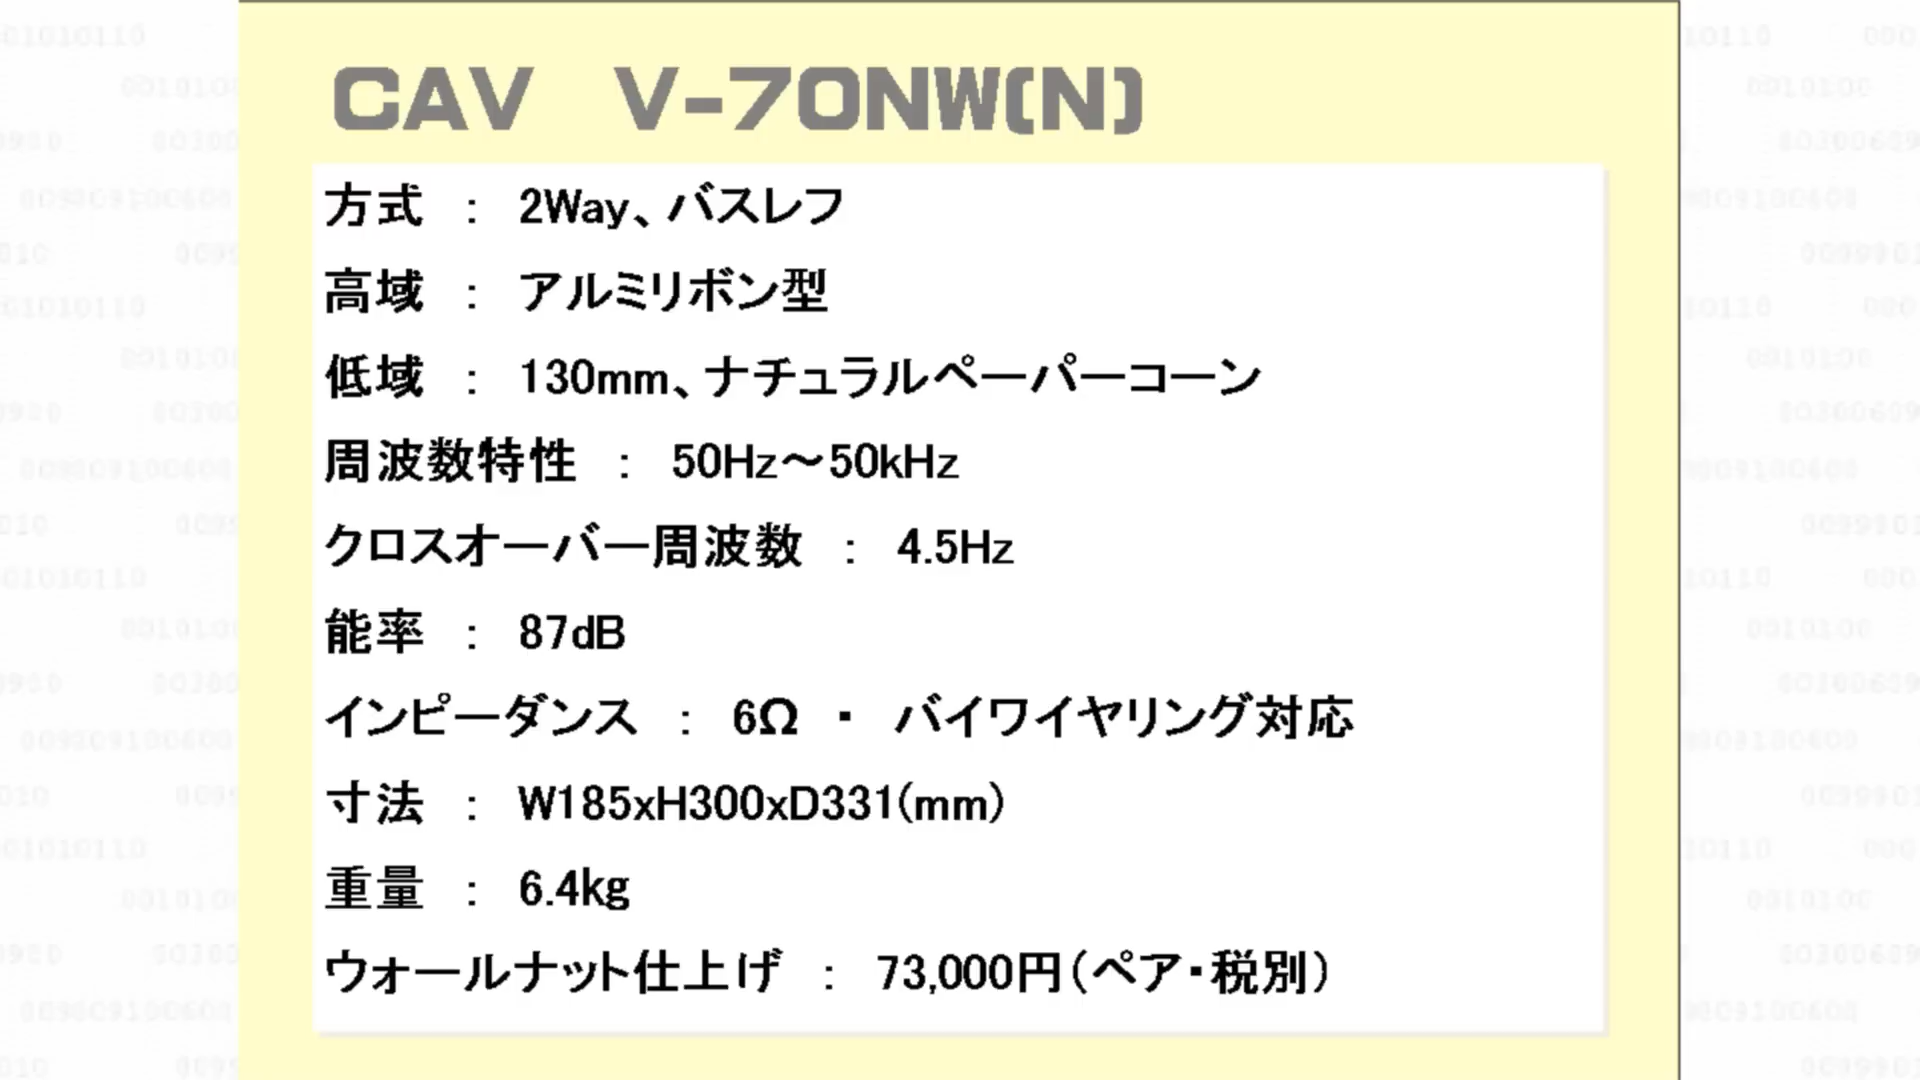 CAV V-70NW(N)
方式 : 2Way、バスレフ
高域 : アルミリボン型
低域 : 130mm、ナチュラルペーパーコーン
周波数特性 : 50Hz～50kHz
クロスオーバー周波数 : 4.5Hz
能率 : 87dB
インピーダンス : 6Ω ・ バイワイヤリング対応
寸法 : W185xH300xD331(mm)
重量 : 6.4kg
ウォールナット仕上げ : 73,000円(ペア・税別)